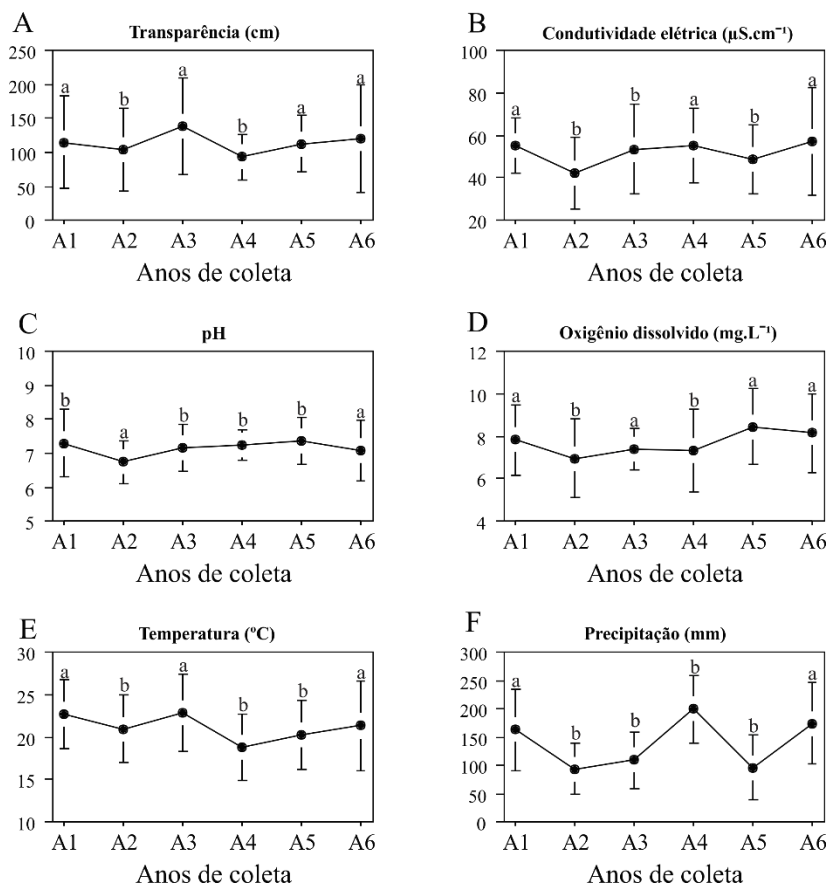 A
Transparência (cm)
250
200
150
100
50
0
a
b
a
b
a
a
A1 A2 A3 A4 A5 A6
Anos de coleta
B
Condutividade elétrica (µS.cm⁻¹)
100
80
60
40
20
a
b
b
a
b
a
A1 A2 A3 A4 A5 A6
Anos de coleta
C
pH
10
9
8
7
6
5
b
a
b
b
b
a
A1 A2 A3 A4 A5 A6
Anos de coleta
D
Oxigênio dissolvido (mg.L⁻¹)
12
10
8
6
4
a
b
a
b
a
a
A1 A2 A3 A4 A5 A6
Anos de coleta
E
Temperatura (ºC)
30
25
20
15
10
a
b
a
b
b
a
A1 A2 A3 A4 A5 A6
Anos de coleta
F
Precipitação (mm)
300
250
200
150
100
50
0
a
b
b
b
b
a
A1 A2 A3 A4 A5 A6
Anos de coleta